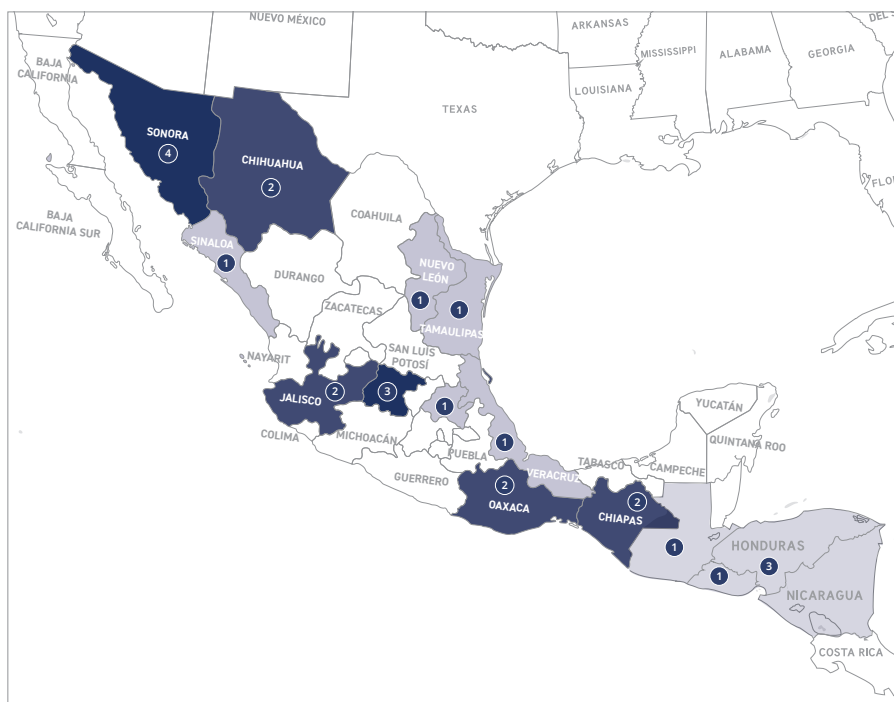 NUEVO MÉXICO
ARKANSAS
MISSISSIPPI
ALABAMA
GEORGIA
BAJA
CALIFORNIA
LOUISIANA
TEXAS
SONORA
4
CHIHUAHUA
2
FLO
BAJA
CALIFORNIA SUR
COAHUILA
SINALOA
1
NUEVO
LEÓN
1
DURANGO
1
TAMAULIPAS
ZACATECAS
SAN LUIS
POTOSÍ
NAYARIT
JALISCO
2
3
1
COLIMA
MICHOACÁN
1
PUEBLA
YUCATÁN
QUINTANA ROO
TABASCO
CAMPECHE
GUERRERO
VERACRUZ
2
OAXACA
2
CHIAPAS
1
HONDURAS
3
1
NICARAGUA
COSTA RICA